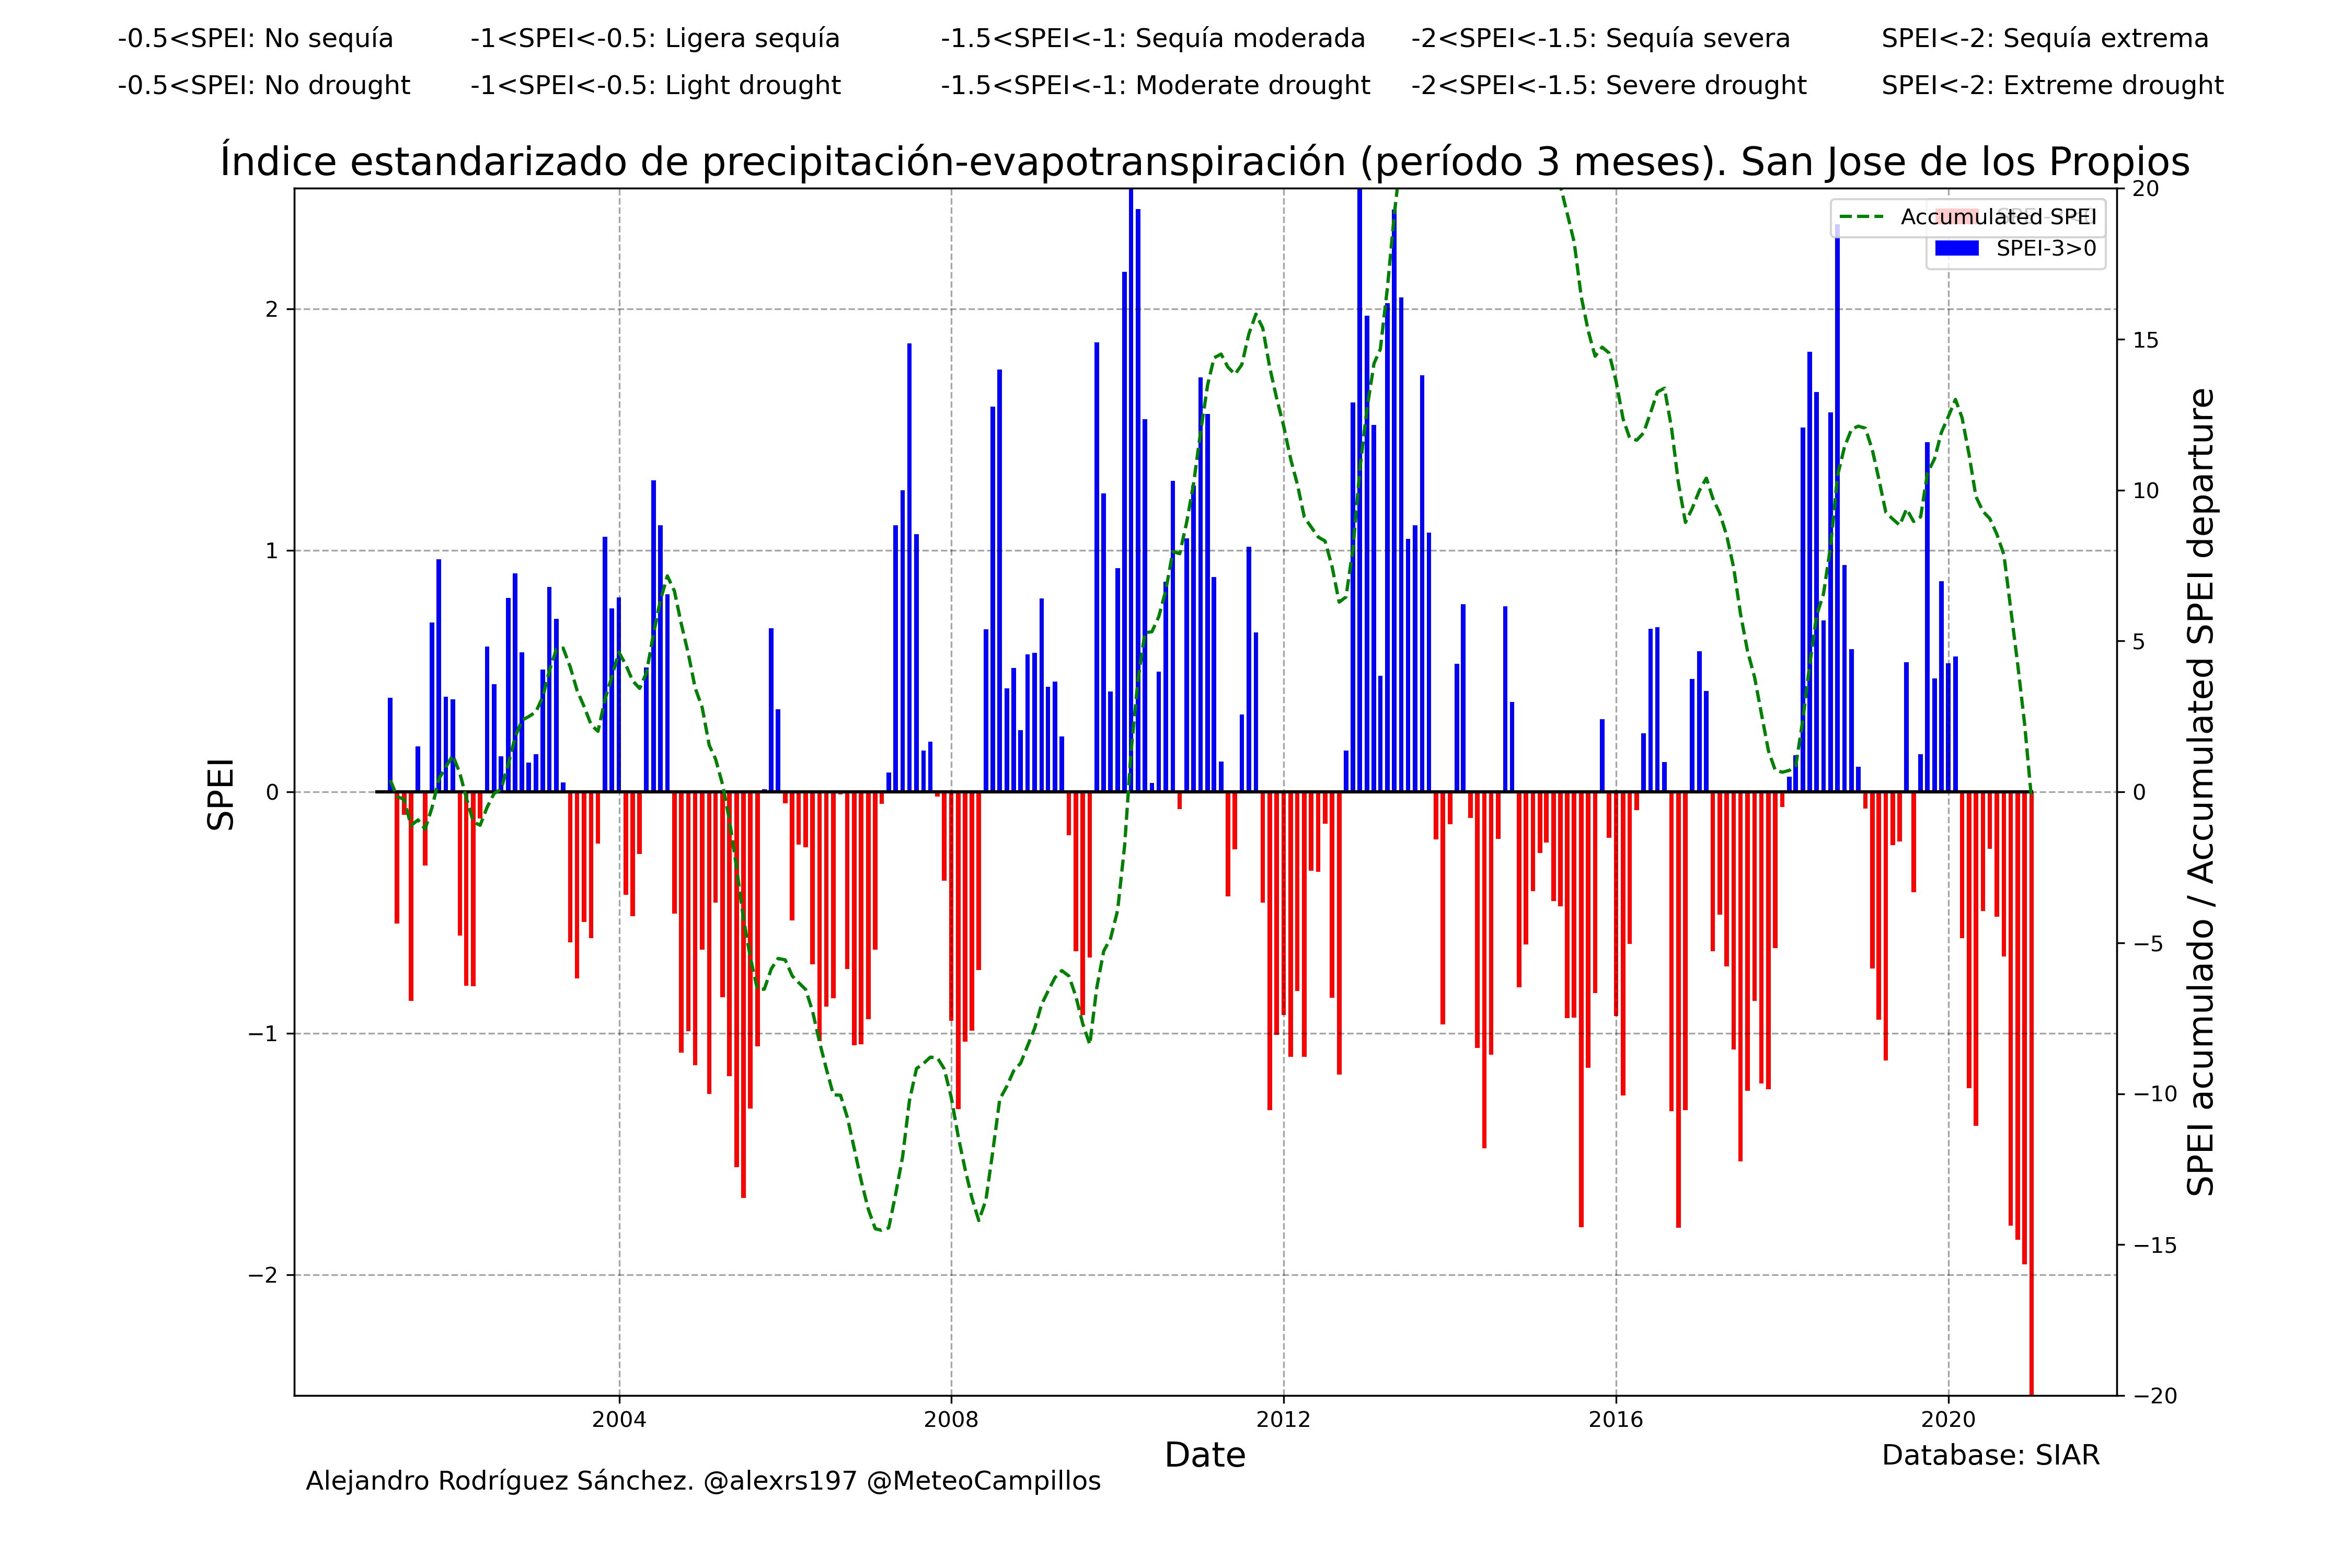 -0.5<SPEI: No sequía -1<SPEI<-0.5: Ligera sequía -1.5<SPEI<-1: Sequía moderada -2<SPEI<-1.5: Sequía severa SPEI<-2: Sequía extrema
-0.5<SPEI: No drought -1<SPEI<-0.5: Light drought -1.5<SPEI<-1: Moderate drought -2<SPEI<-1.5: Severe drought SPEI<-2: Extreme drought
Índice estandarizado de precipitación-evapotranspiración (período 3 meses). San Jose de los Propios
Accumulated SPEI
SPEI-3>0
SPEI
2
1
0
−1
−2
20
15
10
5
0
−5
−10
−15
−20
SPEI acumulado / Accumulated SPEI departure
2004 2008 2012 2016 2020
Date
Database: SIAR
Alejandro Rodríguez Sánchez. @alexrs197 @MeteoCampillos